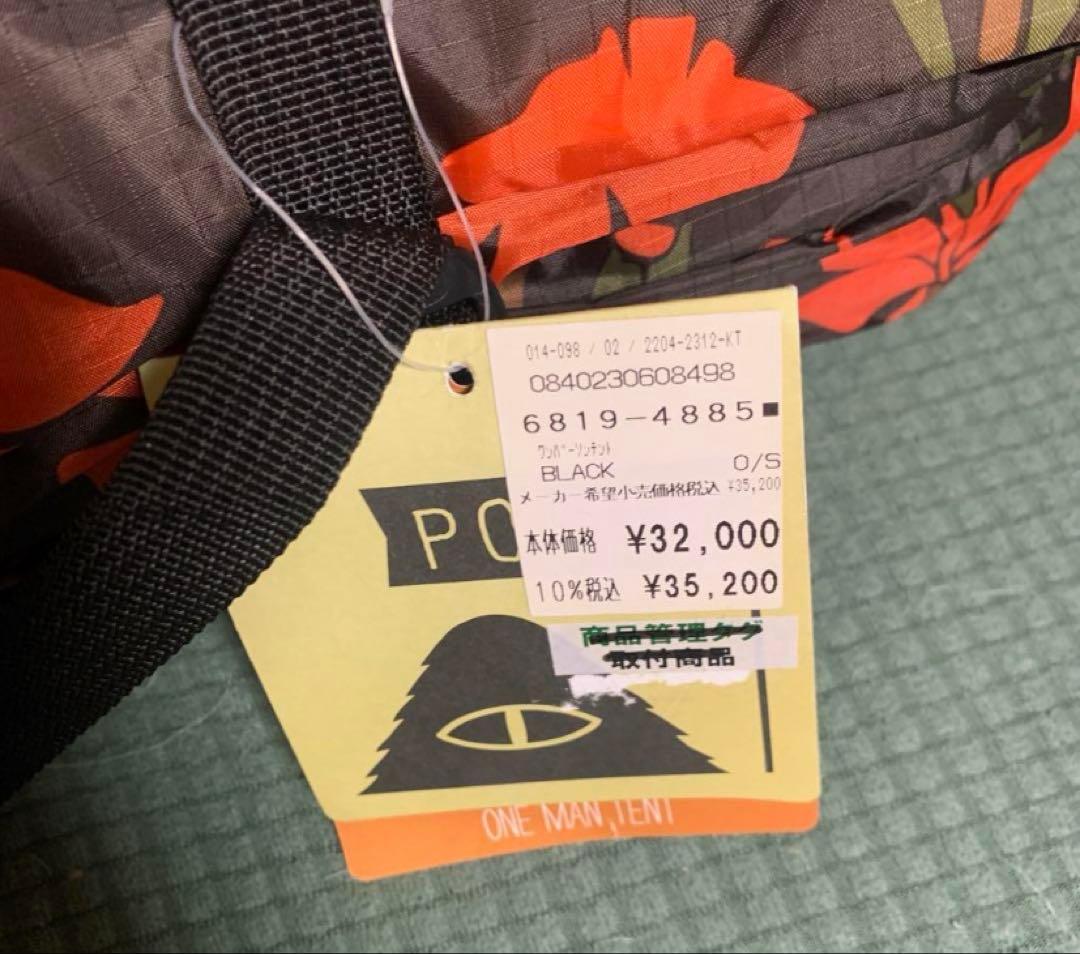 014-098 / 02 / 2204-2312-KT
0840230608498
6819-4885■
ワンパーソンテント
BLACK O/S
メーカー希望小売価格税込 ¥35,200
本体価格 ¥32,000
10%税込 ¥35,200
商品管理タグ
取付商品
PO
ONE MAN TENT